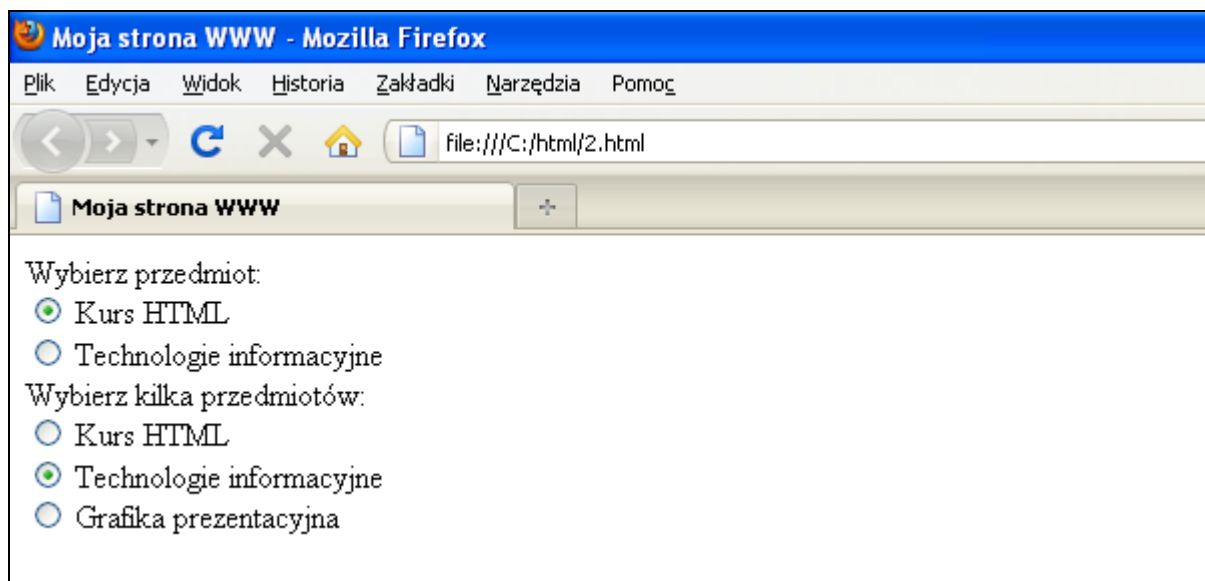 Moja strona WWW - Mozilla Firefox
Plik Edycja Widok Historia Zakładki Narzędzia Pomoc
file:///C:/html/2.html
Moja strona WWW
Wybierz przedmiot:
Kurs HTML
Technologie informacyjne
Wybierz kilka przedmiotów:
Kurs HTML
Technologie informacyjne
Grafika prezentacyjna